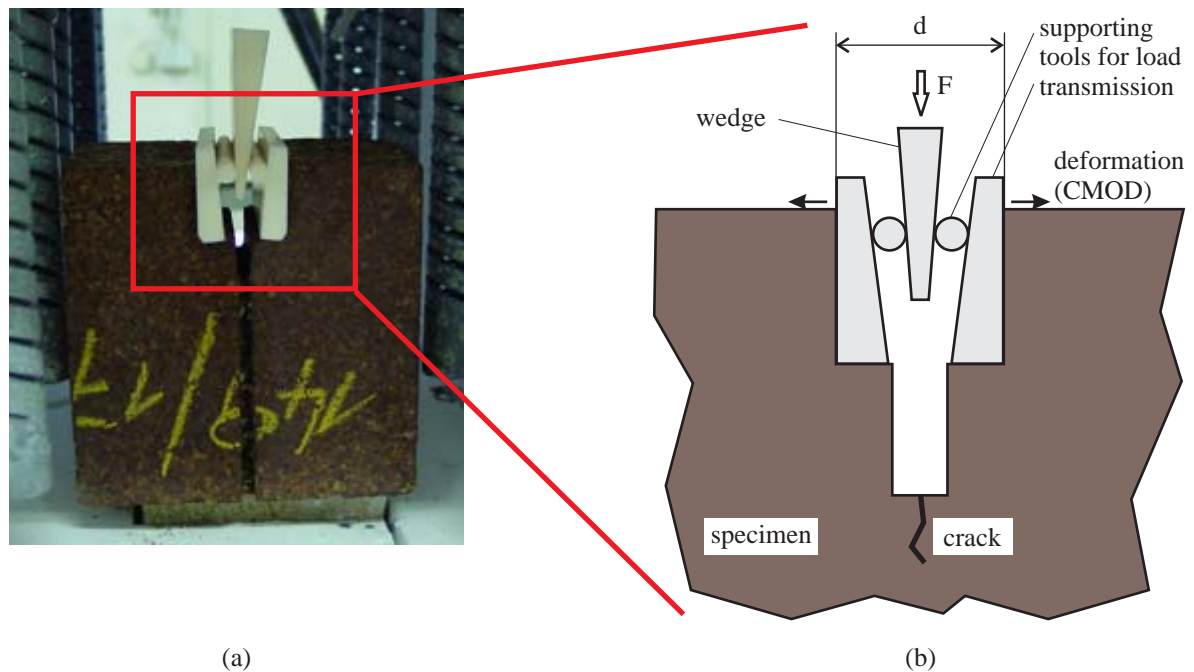 d
supporting
tools for load
transmission
F
wedge
deformation
(CMOD)
specimen
crack
(a)
(b)